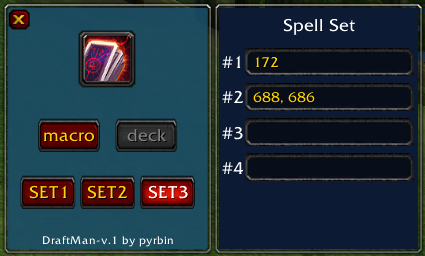 X
macro deck
SET1 SET2 SET3
DraftMan-v.1 by pyrbin
Spell Set
#1 172
#2 688, 686
#3
#4